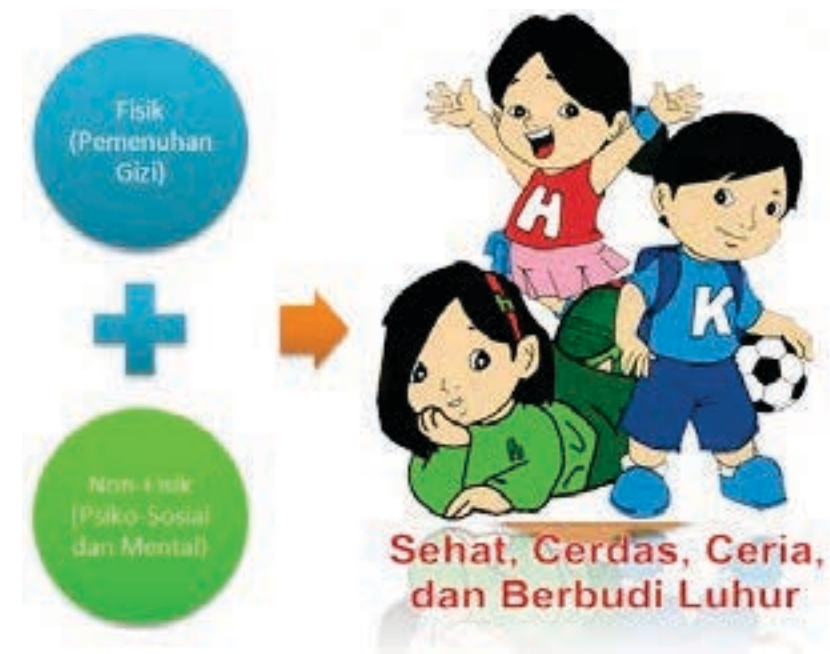 Fisik
(Pemenuhan
Gizi)
Non-Fisik
(Psiko-Sosial
dan Mental)
H
K
Sehat, Cerdas, Ceria,
dan Berbudi Luhur